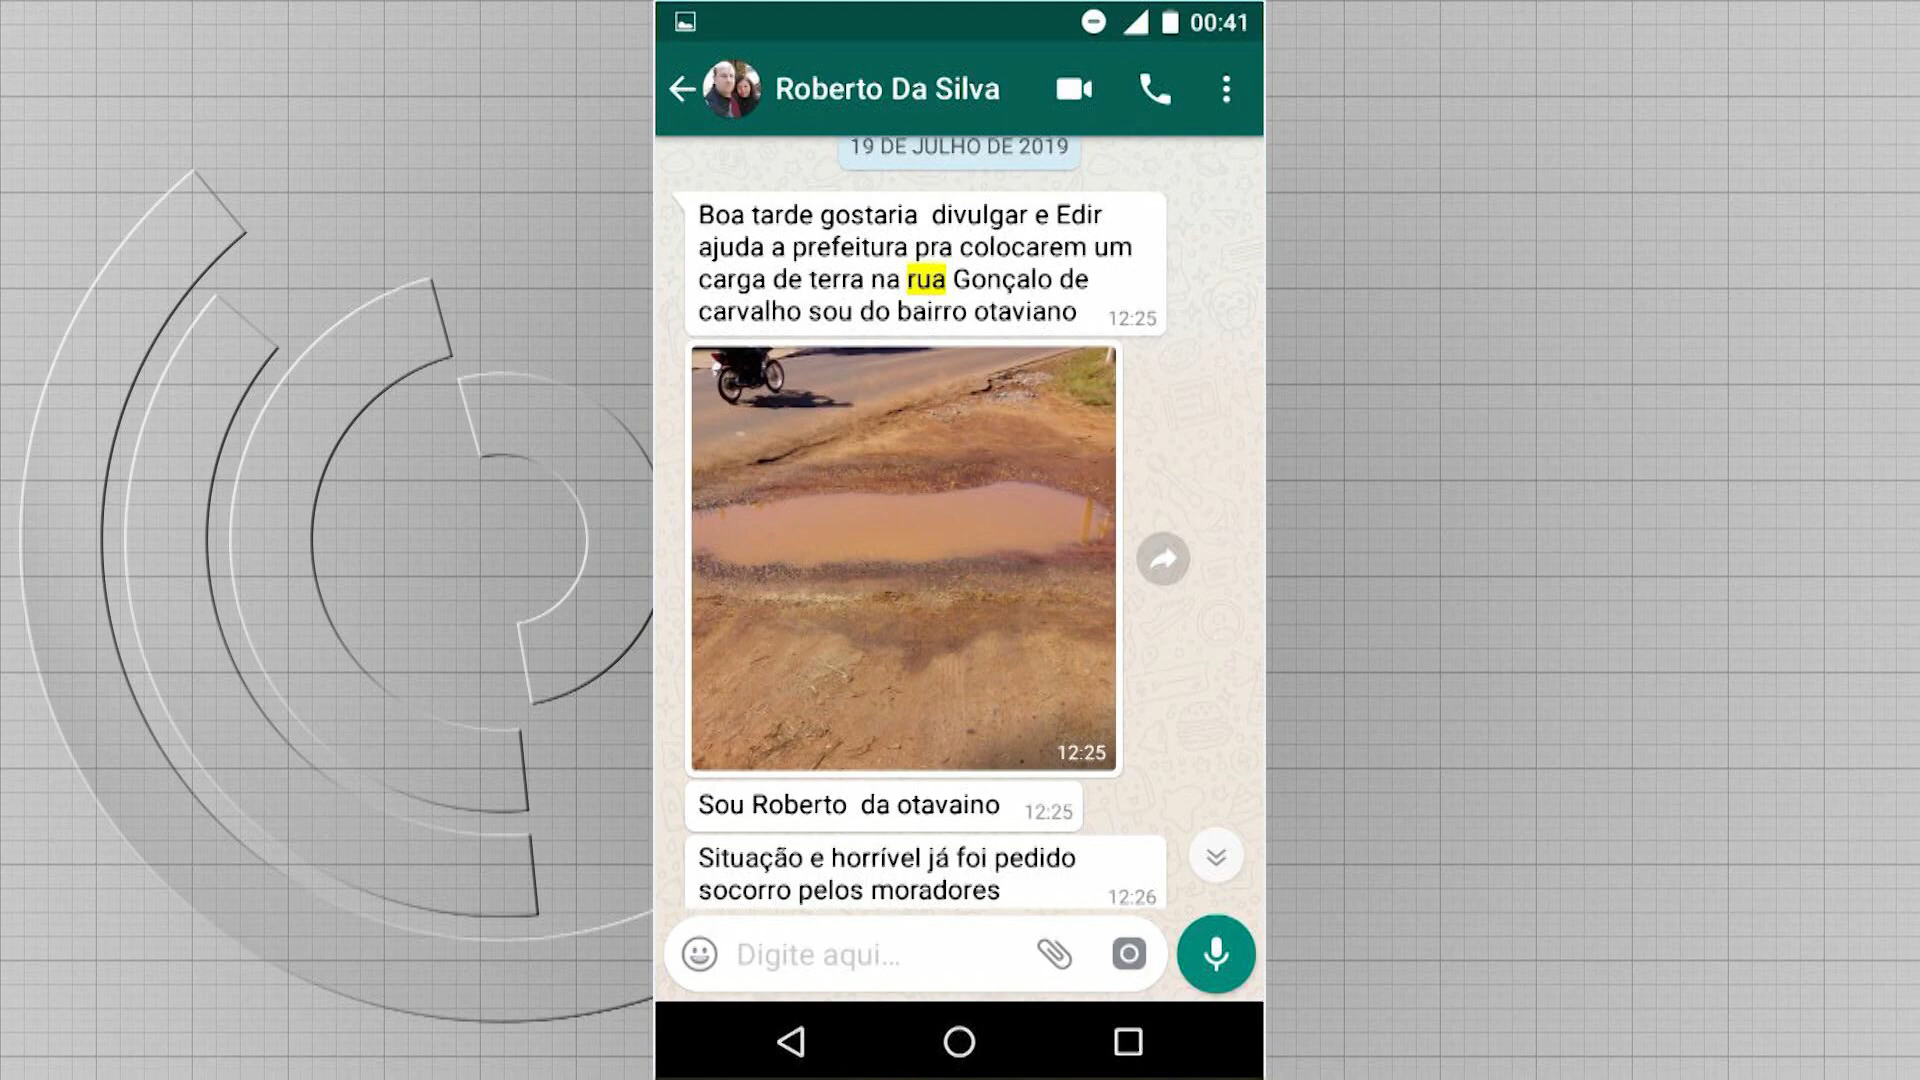 00:41
Roberto Da Silva
19 DE JULHO DE 2019
Boa tarde gostaria  divulgar e Edir
ajuda a prefeitura pra colocarem um
carga de terra na rua Gonçalo de
carvalho sou do bairro otaviano
12:25
12:25
Sou Roberto  da otavaino
12:25
Situação e horrível já foi pedido
socorro pelos moradores
12:26
Digite aqui...